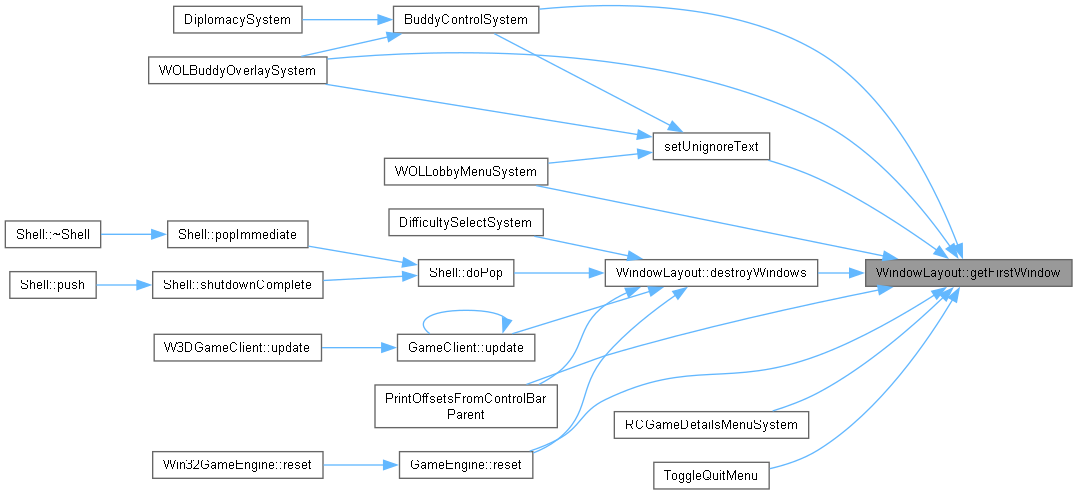 DiplomacySystem
BuddyControlSystem
WOLBuddyOverlaySystem
setUnignoreText
WOLLobbyMenuSystem
DifficultySelectSystem
Shell::~Shell
Shell::popImmediate
Shell::doPop
WindowLayout::destroyWindows
WindowLayout::getFirstWindow
Shell::push
Shell::shutdownComplete
W3DGameClient::update
GameClient::update
PrintOffsetsFromControlBar
Parent
RCGameDetailsMenuSystem
Win32GameEngine::reset
GameEngine::reset
ToggleQuitMenu